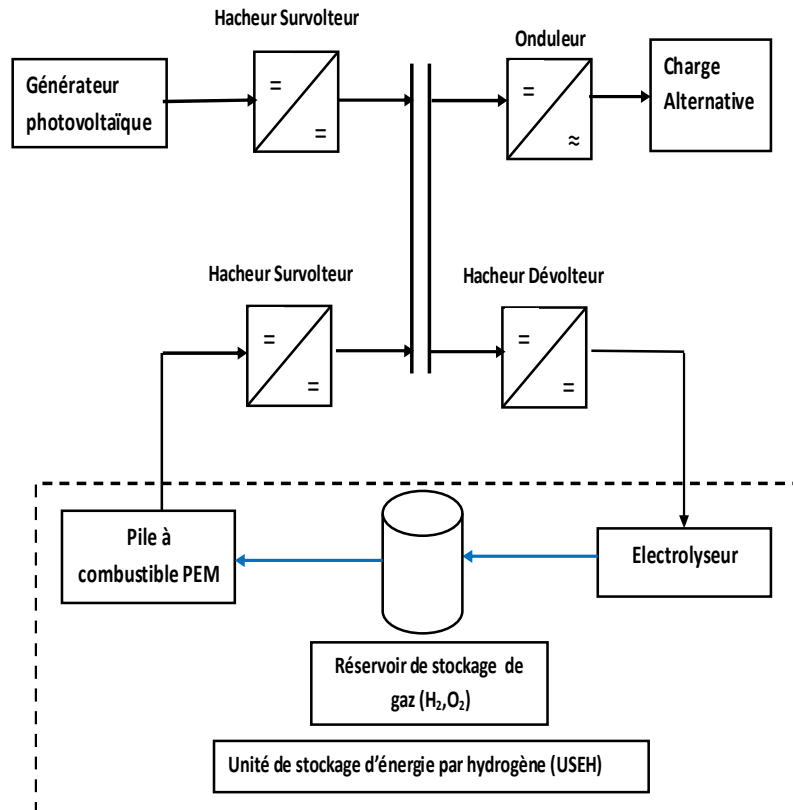 Hacheur Survolteur
Onduleur
Générateur
photovoltaïque
=
=
=
≈
Charge
Alternative
Hacheur Survolteur
Hacheur Dévolteur
=
=
=
=
Pile à
combustible PEM
Electrolyseur
Réservoir de stockage de
gaz (H₂,O₂)
Unité de stockage d'énergie par hydrogène (USEH)